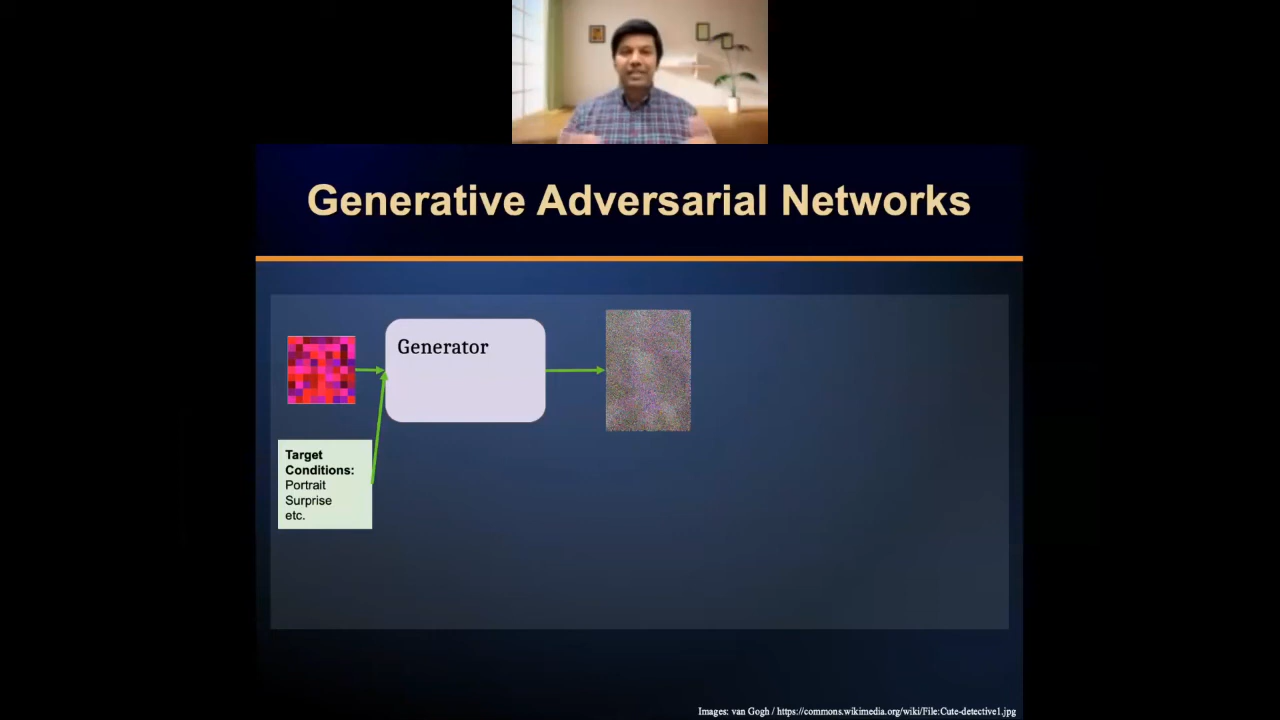 Generative Adversarial Networks
Generator
Target
Conditions:
Portrait
Surprise
etc.
Images: van Gogh / https://commons.wikimedia.org/wiki/File:Cute-detective1.jpg